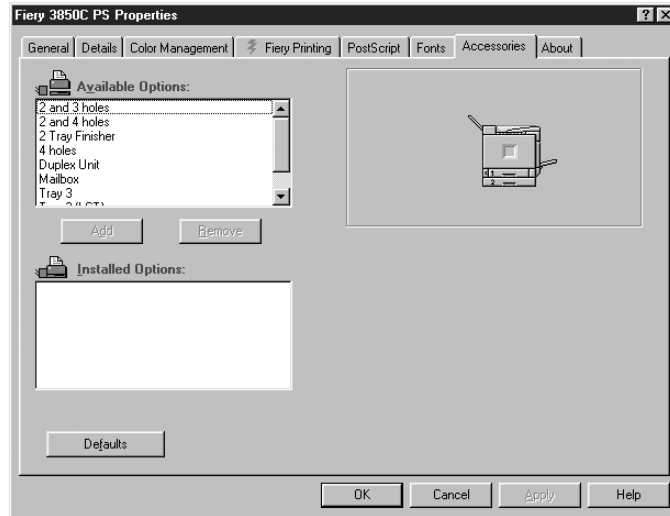 Fiery 3850C PS Properties
General Details Color Management Fiery Printing PostScript Fonts Accessories About
Available Options:
2 and 3 holes
2 and 4 holes
2 Tray Finisher
4 holes
Duplex Unit
Mailbox
Tray 3
Add Remove
Installed Options:
Defaults
1
2
OK Cancel Apply Help